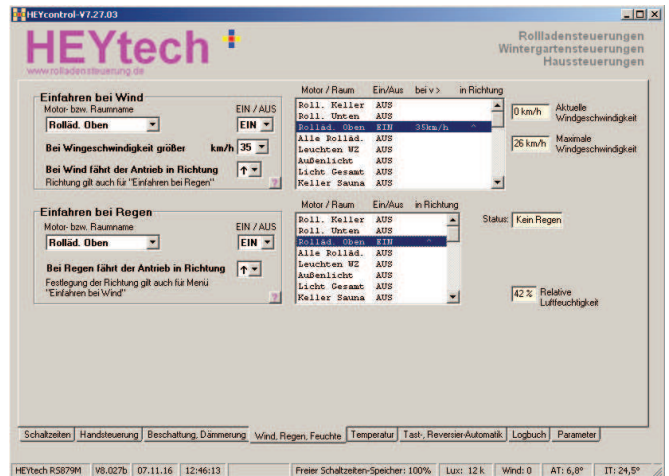 HEYcontrol-V7.27.03
HEYtech
www.rolladensteuerung.de
Rollladensteuerungen
Wintergartensteuerungen
Haussteuerungen
Einfahren bei Wind
Motor- bzw. Raumname EIN / AUS
Rolläd. Oben EIN
Bei Wingeschwindigkeit größer km/h 35
Bei Wind fährt der Antrieb in Richtung ↑
Richtung gilt auch für "Einfahren bei Regen" ?
Motor / Raum Ein/Aus bei v > in Richtung
Roll. Keller AUS
Roll. Unten AUS
Rolläd. Oben EIN 35km/h ^
Alle Rolläd. AUS
Leuchten WZ AUS
Außenlicht AUS
Licht Gesamt AUS
Keller Sauna AUS
0 km/h Aktuelle Windgeschwindigkeit
26 km/h Maximale Windgeschwindigkeit
Einfahren bei Regen
Motor- bzw. Raumname EIN / AUS
Rolläd. Oben EIN
Bei Regen fährt der Antrieb in Richtung ↑
Festlegung der Richtung gilt auch für Menü
"Einfahren bei Wind" ?
Motor / Raum Ein/Aus in Richtung
Roll. Keller AUS
Roll. Unten AUS
Rolläd. Oben EIN ^
Alle Rolläd. AUS
Leuchten WZ AUS
Außenlicht AUS
Licht Gesamt AUS
Keller Sauna AUS
Status: Kein Regen
42 % Relative Luftfeuchtigkeit
Schaltzeiten Handsteuerung Beschattung, Dämmerung Wind, Regen, Feuchte Temperatur Tast-, Reversier-Automatik Logbuch Parameter
HEYtech RS879M V8.027b 07.11.16 12:46:13 Freier Schaltzeiten-Speicher: 100% Lux: 12 k Wind: 0 AT: 6,8° IT: 24,5°